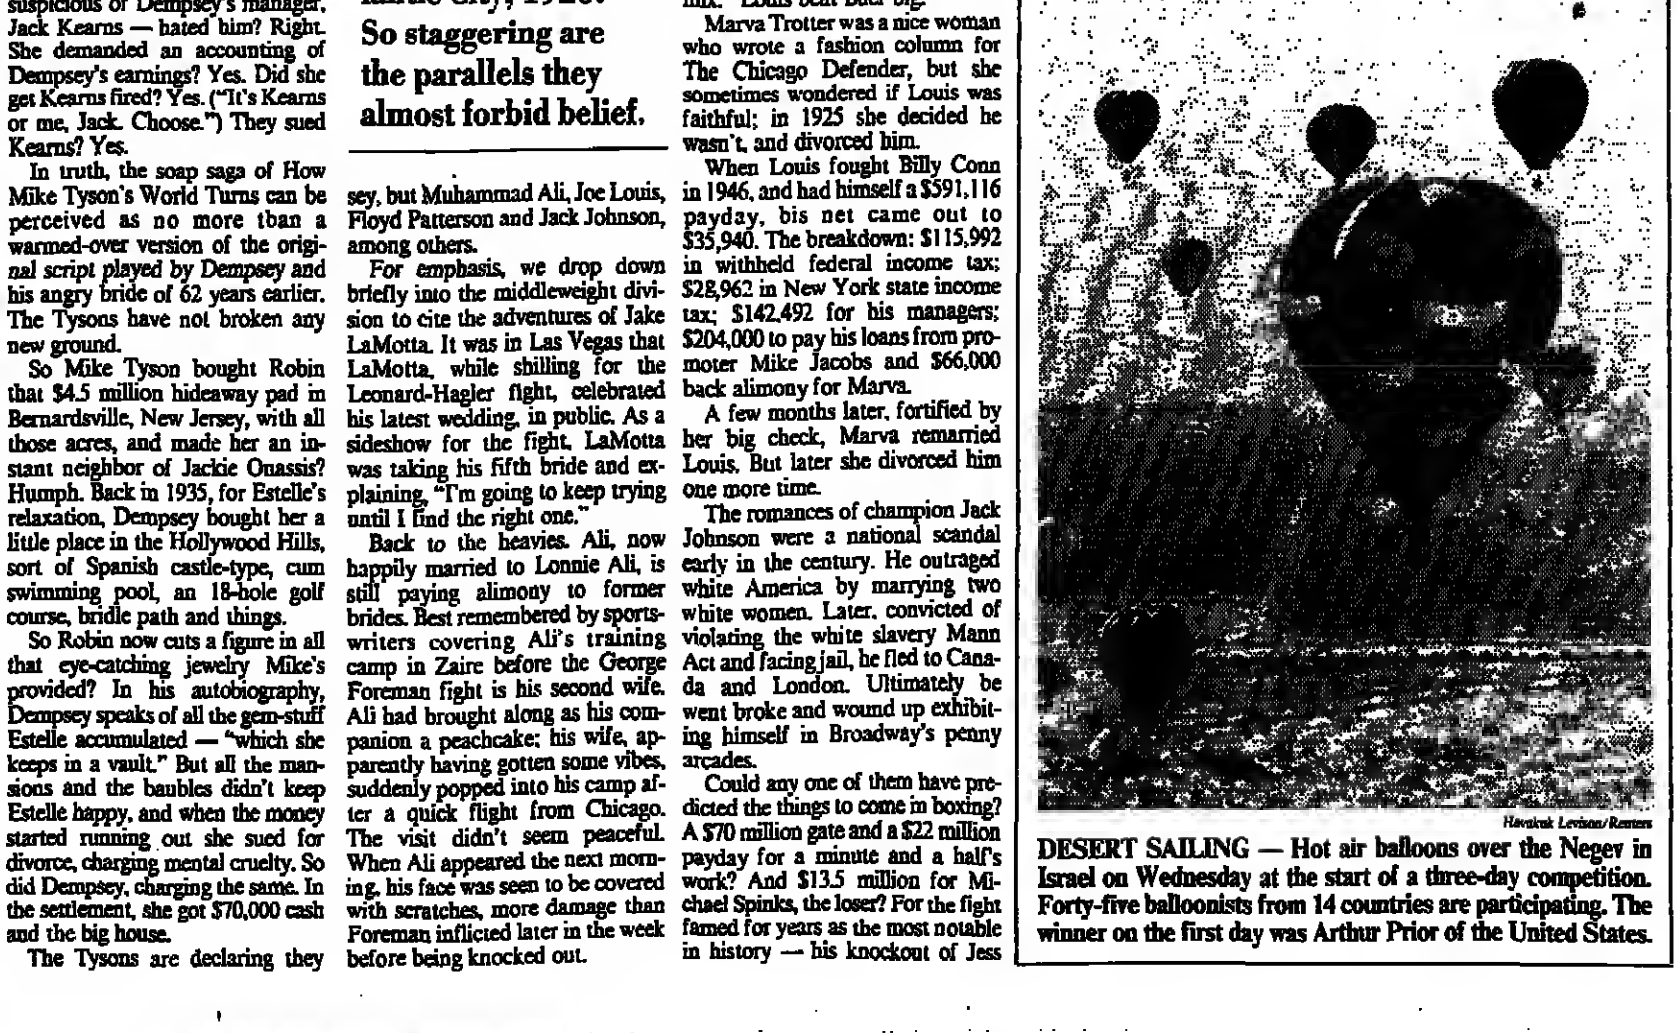 suspicious of Dempsey's manager,
Jack Kearns — hated him? Right.
She demanded an accounting of
Dempsey's earnings? Yes. Did she
get Kearns fired? Yes. ("It's Kearns
or me, Jack. Choose.") They sued
Kearns? Yes.
In truth, the soap saga of How
Mike Tyson's World Turns can be
perceived as no more than a
warmed-over version of the origi-
nal script played by Dempsey and
his angry bride of 62 years earlier.
The Tysons have not broken any
new ground.
So Mike Tyson bought Robin
that $4.5 million hideaway pad in
Bernardsville, New Jersey, with all
those acres, and made her an in-
stant neighbor of Jackie Onassis?
Humph. Back in 1935, for Estelle's
relaxation, Dempsey bought her a
little place in the Hollywood Hills,
sort of Spanish castle-type, cum
swimming pool, an 18-hole golf
course, bridle path and things.
So Robin now cuts a figure in all
that eye-catching jewelry Mike's
provided? In his autobiography,
Dempsey speaks of all the gem-stuff
Estelle accumulated — "which she
keeps in a vault." But all the man-
sions and the baubles didn't keep
Estelle happy, and when the money
started running out she sued for
divorce, charging mental cruelty. So
did Dempsey, charging the same. In
the settlement, she got $70,000 cash
and the big house.
The Tysons are declaring they
So staggering are
the parallels they
almost forbid belief.
sey, but Muhammad Ali, Joe Louis,
Floyd Patterson and Jack Johnson,
among others.
For emphasis, we drop down
briefly into the middleweight divi-
sion to cite the adventures of Jake
LaMotta. It was in Las Vegas that
LaMotta, while shilling for the
Leonard-Hagler fight, celebrated
his latest wedding, in public. As a
sideshow for the fight, LaMotta
was taking his fifth bride and ex-
plaining, "I'm going to keep trying
until I find the right one."
Back to the heavies. Ali, now
happily married to Lonnie Ali, is
still paying alimony to former
brides. Best remembered by sports-
writers covering Ali's training
camp in Zaire before the George
Foreman fight is his second wife.
Ali had brought along as his com-
panion a peachcake; his wife, ap-
parently having gotten some vibes,
suddenly popped into his camp af-
ter a quick flight from Chicago.
The visit didn't seem peaceful.
When Ali appeared the next morn-
ing, his face was seen to be covered
with scratches, more damage than
Foreman inflicted later in the week
before being knocked out.
Marva Trotter was a nice woman
who wrote a fashion column for
The Chicago Defender, but she
sometimes wondered if Louis was
faithful; in 1925 she decided he
wasn't, and divorced him.
When Louis fought Billy Conn
in 1946, and had himself a $591,116
payday, his net came out to
$35,940. The breakdown: $115,992
in withheld federal income tax;
$28,962 in New York state income
tax; $142,492 for his managers;
$204,000 to pay his loans from pro-
moter Mike Jacobs and $66,000
back alimony for Marva.
A few months later, fortified by
her big check, Marva remarried
Louis. But later she divorced him
one more time.
The romances of champion Jack
Johnson were a national scandal
early in the century. He outraged
white America by marrying two
white women. Later, convicted of
violating the white slavery Mann
Act and facing jail, he fled to Cana-
da and London. Ultimately he
went broke and wound up exhibit-
ing himself in Broadway's penny
arcades.
Could any one of them have pre-
dicted the things to come in boxing?
A $70 million gate and a $22 million
payday for a minute and a half's
work? And $13.5 million for Mi-
chael Spinks, the loser? For the fight
famed for years as the most notable
in history — his knockout of Jess
Havakuk Levison/Reuters
DESERT SAILING — Hot air balloons over the Negev in
Israel on Wednesday at the start of a three-day competition.
Forty-five balloonists from 14 countries are participating. The
winner on the first day was Arthur Prior of the United States.